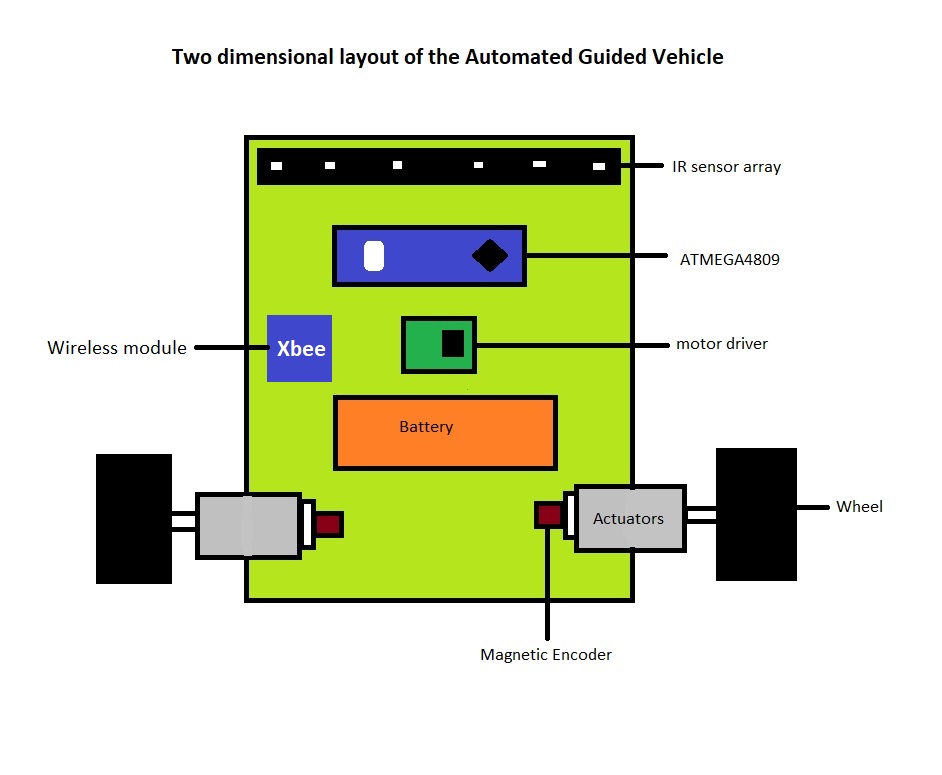 Two dimensional layout of the Automated Guided Vehicle
IR sensor array
ATMEGA4809
Wireless module
Xbee
motor driver
Battery
Actuators
Wheel
Magnetic Encoder